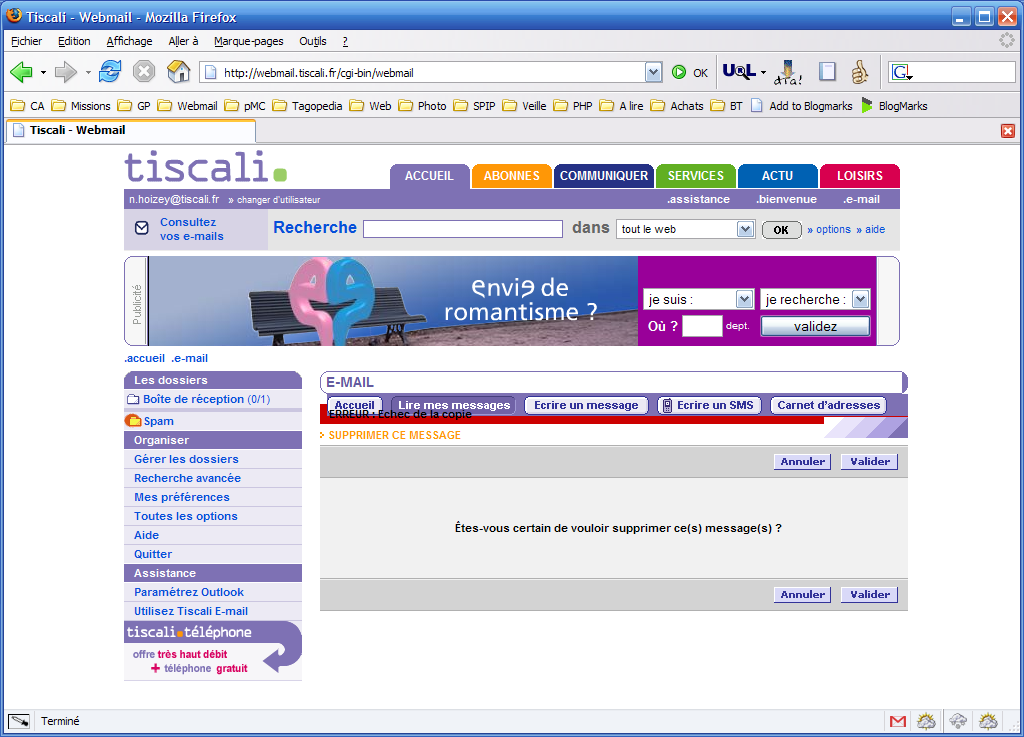 Tiscali - Webmail - Mozilla Firefox
Fichier Edition Affichage Aller à Marque-pages Outils ?
http://webmail.tiscali.fr/cgi-bin/webmail OK URL dta! G
CA Missions GP Webmail pMC Tagopedia Web Photo SPIP Veille PHP A lire Achats BT Add to Blogmarks BlogMarks
Tiscali - Webmail
tiscali.
ACCUEIL ABONNES COMMUNIQUER SERVICES ACTU LOISIRS
n.hoizey@tiscali.fr » changer d'utilisateur .assistance .bienvenue .e-mail
Consultez
vos e-mails
Recherche dans tout le web OK » options » aide
Publicité
envie de
romantisme ?
je suis : je recherche :
Où ? dept. validez
.accueil .e-mail
Les dossiers
Boîte de réception (0/1)
Spam
Organiser
Gérer les dossiers
Recherche avancée
Mes préférences
Toutes les options
Aide
Quitter
Assistance
Paramétrez Outlook
Utilisez Tiscali E-mail
tiscali.téléphone
offre très haut débit
+ téléphone gratuit
E-MAIL
Accueil Lire mes messages Ecrire un message Ecrire un SMS Carnet d'adresses
ERREUR : Echec de la copie
SUPPRIMER CE MESSAGE
Annuler Valider
Êtes-vous certain de vouloir supprimer ce(s) message(s) ?
Annuler Valider
Terminé